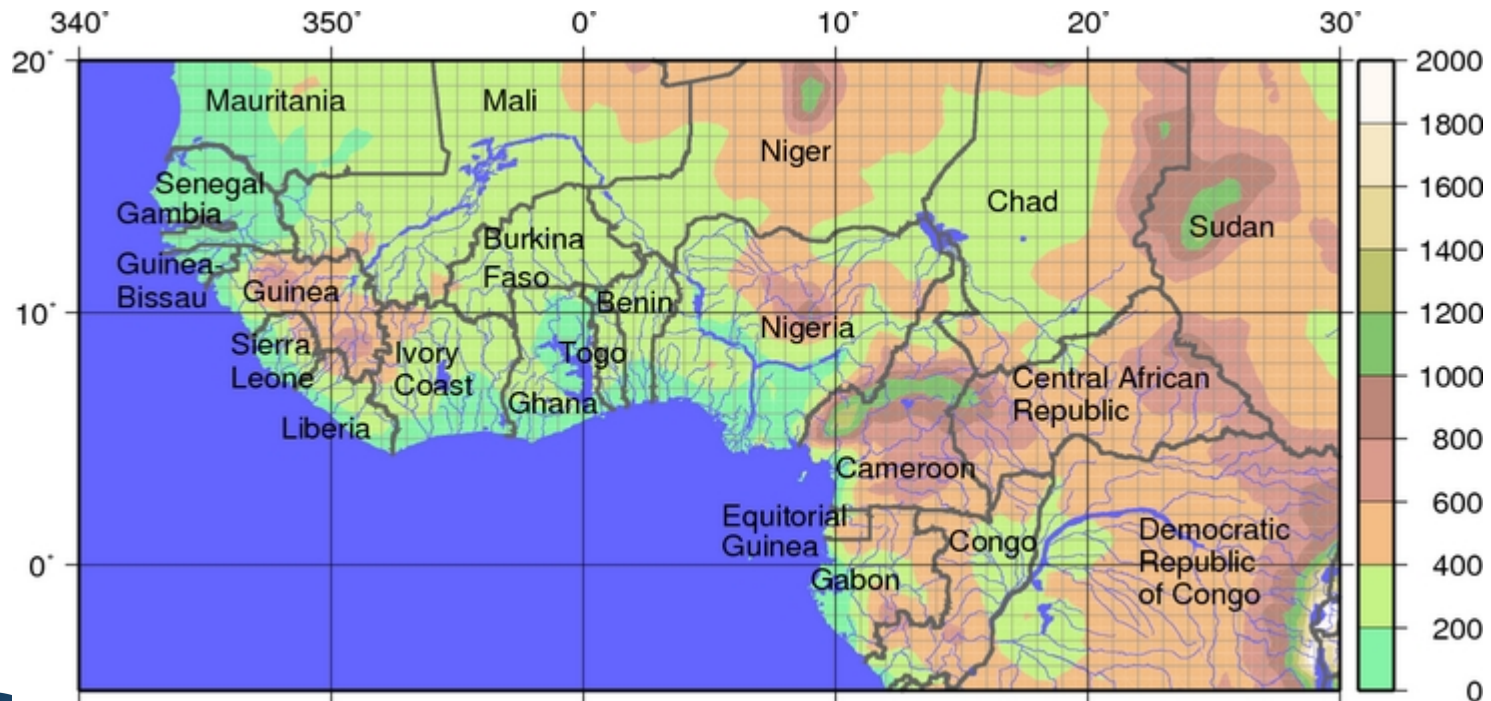 340° 350° 0° 10° 20° 30°
20°
10°
0°
Mauritania
Mali
Niger
Chad
Sudan
Senegal
Gambia
Guinea-
Bissau
Guinea
Sierra
Leone
Liberia
Ivory
Coast
Burkina
Faso
Ghana
Togo
Benin
Nigeria
Cameroon
Central African
Republic
Equitorial
Guinea
Gabon
Congo
Democratic
Republic
of Congo
2000
1800
1600
1400
1200
1000
800
600
400
200
0